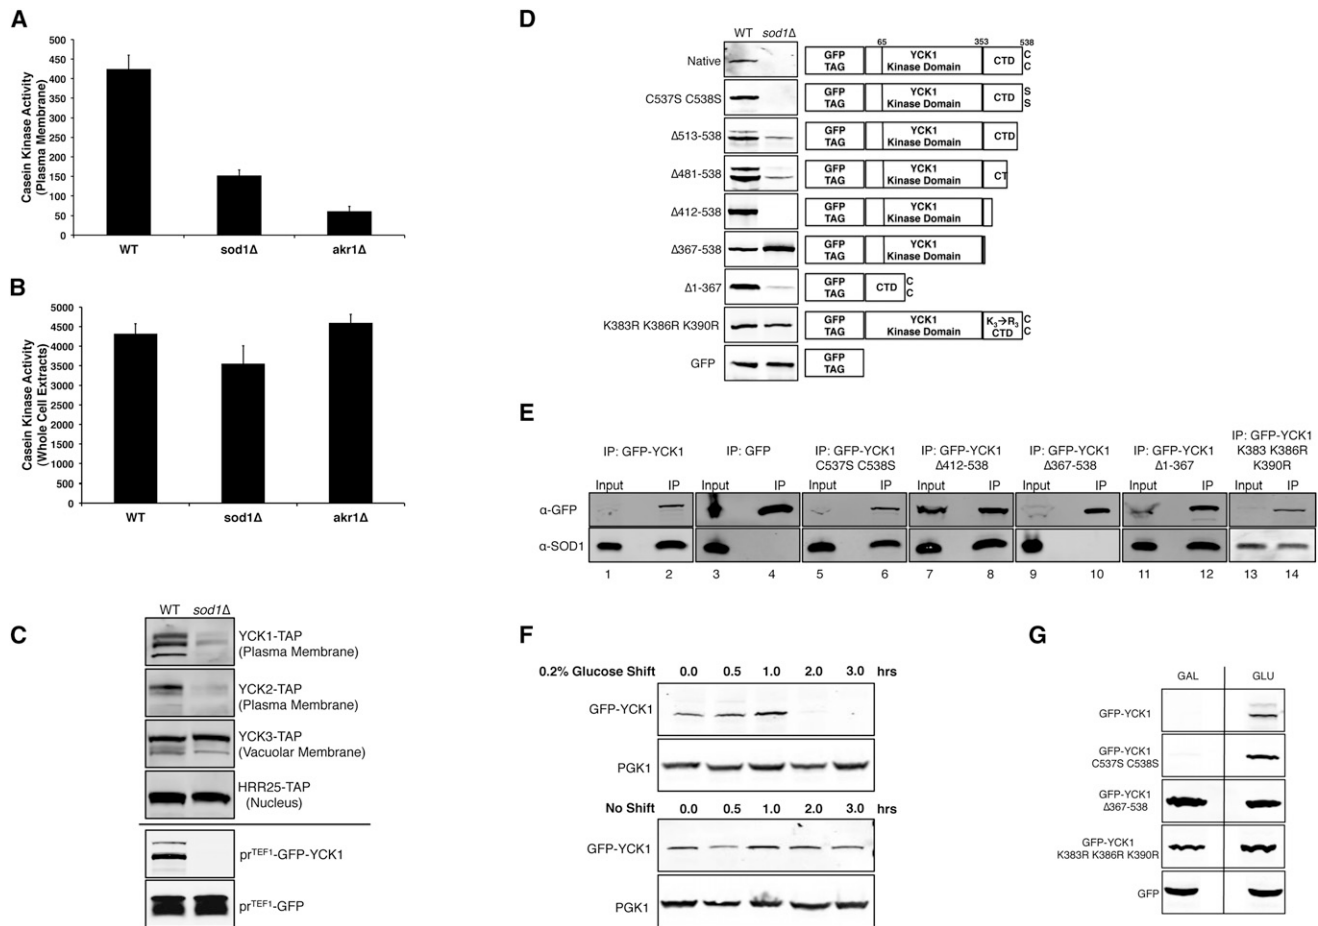 A
Casein Kinase Activity
(Plasma Membrane)
500
450
400
350
300
250
200
150
100
50
0
WT
sod1Δ
akr1Δ
B
Casein Kinase Activity
(Whole Cell Extracts)
5000
4500
4000
3500
3000
2500
2000
1500
1000
500
0
WT
sod1Δ
akr1Δ
C
WT sod1Δ
YCK1-TAP
(Plasma Membrane)
YCK2-TAP
(Plasma Membrane)
YCK3-TAP
(Vacuolar Membrane)
HRR25-TAP
(Nucleus)
prTEF1-GFP-YCK1
prTEF1-GFP
D
WT sod1Δ
65 353 538
Native
GFP TAG
YCK1 Kinase Domain
CTD
C
C
C537S C538S
GFP TAG
YCK1 Kinase Domain
CTD
S
S
Δ513-538
GFP TAG
YCK1 Kinase Domain
CTD
Δ481-538
GFP TAG
YCK1 Kinase Domain
CT
Δ412-538
GFP TAG
YCK1 Kinase Domain
Δ367-538
GFP TAG
YCK1 Kinase Domain
Δ1-367
GFP TAG
CTD
C
C
K383R K386R K390R
GFP TAG
YCK1 Kinase Domain
K3→R3
CTD
C
C
GFP
GFP TAG
E
IP: GFP-YCK1
IP: GFP
IP: GFP-YCK1
C537S C538S
IP: GFP-YCK1
Δ412-538
IP: GFP-YCK1
Δ367-538
IP: GFP-YCK1
Δ1-367
IP: GFP-YCK1
K383 K386R
K390R
Input IP Input IP Input IP Input IP Input IP Input IP Input IP
α-GFP
α-SOD1
1 2 3 4 5 6 7 8 9 10 11 12 13 14
F
0.2% Glucose Shift 0.0 0.5 1.0 2.0 3.0 hrs
GFP-YCK1
PGK1
No Shift 0.0 0.5 1.0 2.0 3.0 hrs
GFP-YCK1
PGK1
G
GAL GLU
GFP-YCK1
GFP-YCK1
C537S C538S
GFP-YCK1
Δ367-538
GFP-YCK1
K383R K386R K390R
GFP